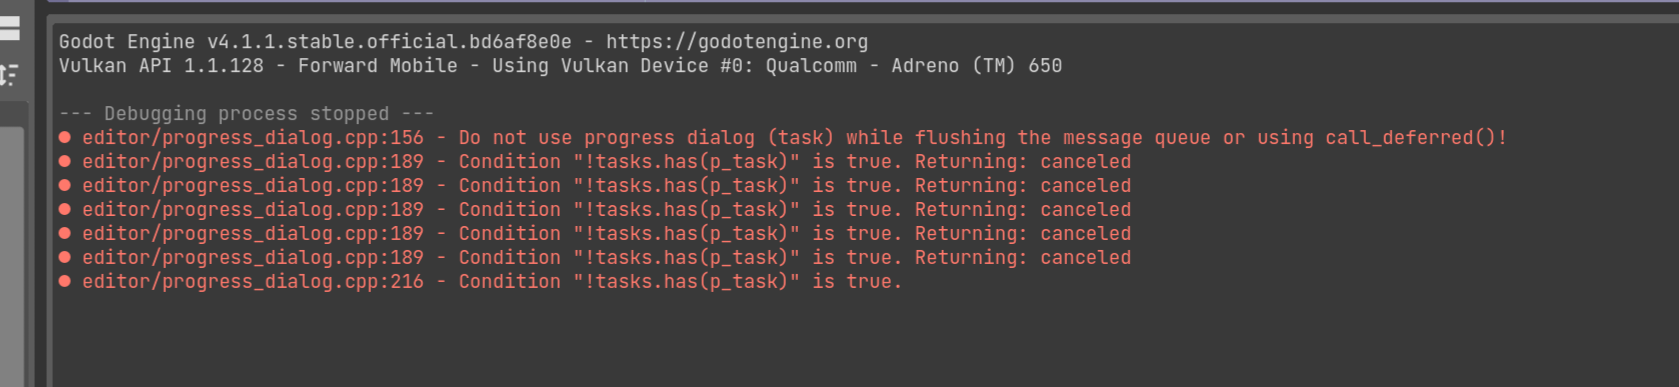 Godot Engine v4.1.1.stable.official.bd6af8e0e - https://godotengine.org
Vulkan API 1.1.128 - Forward Mobile - Using Vulkan Device #0: Qualcomm - Adreno (TM) 650
--- Debugging process stopped ---
● editor/progress_dialog.cpp:156 - Do not use progress dialog (task) while flushing the message queue or using call_deferred()!
● editor/progress_dialog.cpp:189 - Condition "!tasks.has(p_task)" is true. Returning: canceled
● editor/progress_dialog.cpp:189 - Condition "!tasks.has(p_task)" is true. Returning: canceled
● editor/progress_dialog.cpp:189 - Condition "!tasks.has(p_task)" is true. Returning: canceled
● editor/progress_dialog.cpp:189 - Condition "!tasks.has(p_task)" is true. Returning: canceled
● editor/progress_dialog.cpp:189 - Condition "!tasks.has(p_task)" is true. Returning: canceled
● editor/progress_dialog.cpp:216 - Condition "!tasks.has(p_task)" is true.